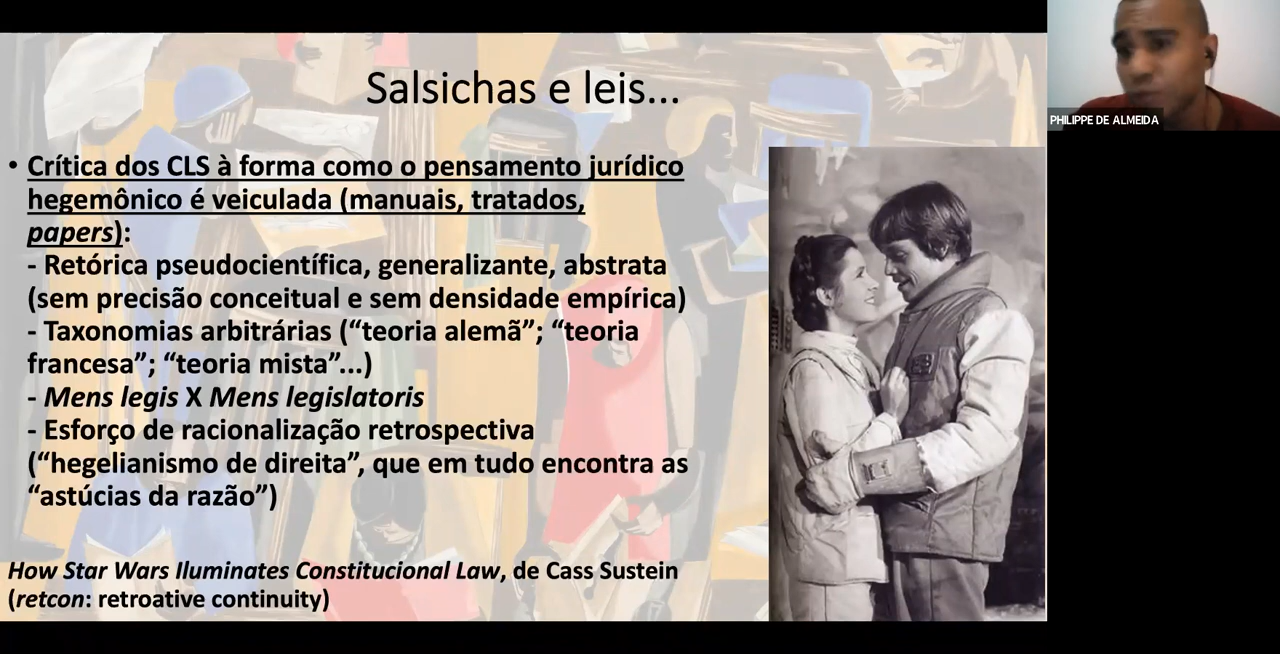 Salsichas e leis...
PHILIPPE DE ALMEIDA
• Crítica dos CLS à forma como o pensamento jurídico
hegemônico é veiculada (manuais, tratados,
papers):
- Retórica pseudocientífica, generalizante, abstrata
(sem precisão conceitual e sem densidade empírica)
- Taxonomias arbitrárias (“teoria alemã”; “teoria
francesa”; “teoria mista”...)
- Mens legis X Mens legislatoris
- Esforço de racionalização retrospectiva
(“hegelianismo de direita”, que em tudo encontra as
“astúcias da razão”)
How Star Wars Iluminates Constitucional Law, de Cass Sustein
(retcon: retroative continuity)